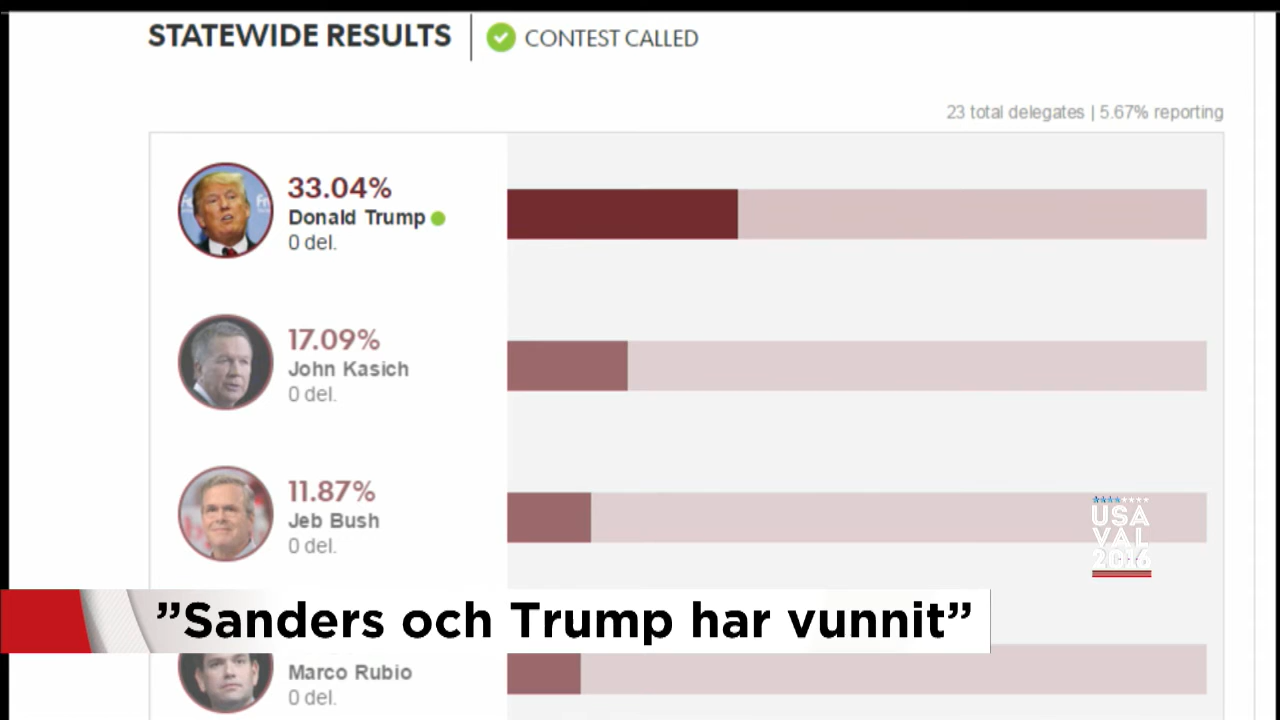 STATEWIDE RESULTS
CONTEST CALLED
23 total delegates | 5.67% reporting
33.04%
Donald Trump
0 del.
17.09%
John Kasich
0 del.
11.87%
Jeb Bush
0 del.
USA
VAL
2016
”Sanders och Trump har vunnit”
Marco Rubio
0 del.